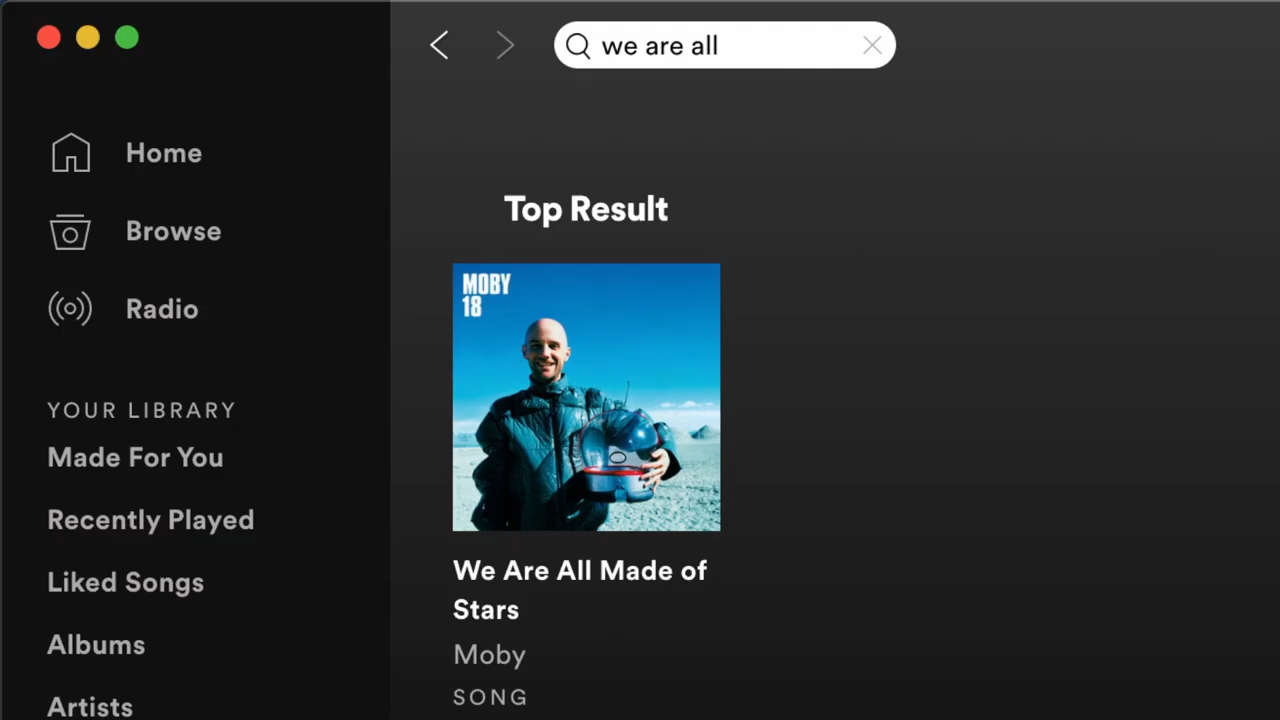 we are all
Home
Browse
Radio
YOUR LIBRARY
Made For You
Recently Played
Liked Songs
Albums
Artists
Top Result
MOBY
18
We Are All Made of
Stars
Moby
SONG